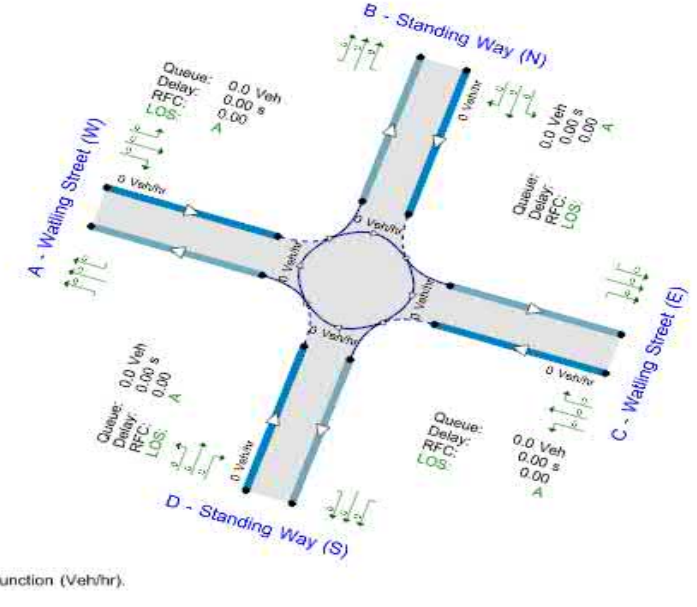 B - Standing Way (N)
Queue: 0.0 Veh
Delay: 0.00 s
RFC: 0.00
LOS: A
0 Veh/hr
Queue: 0.0 Veh
Delay: 0.00 s
RFC: 0.00
LOS: A
A - Watling Street (W)
0 Veh/hr
0 Veh/hr
0 Veh/hr
0 Veh/hr
0 Veh/hr
C - Watling Street (E)
0 Veh/hr
Queue: 0.0 Veh
Delay: 0.00 s
RFC: 0.00
LOS: A
Queue: 0.0 Veh
Delay: 0.00 s
RFC: 0.00
LOS: A
0 Veh/hr
D - Standing Way (S)
unction (Veh/hr).